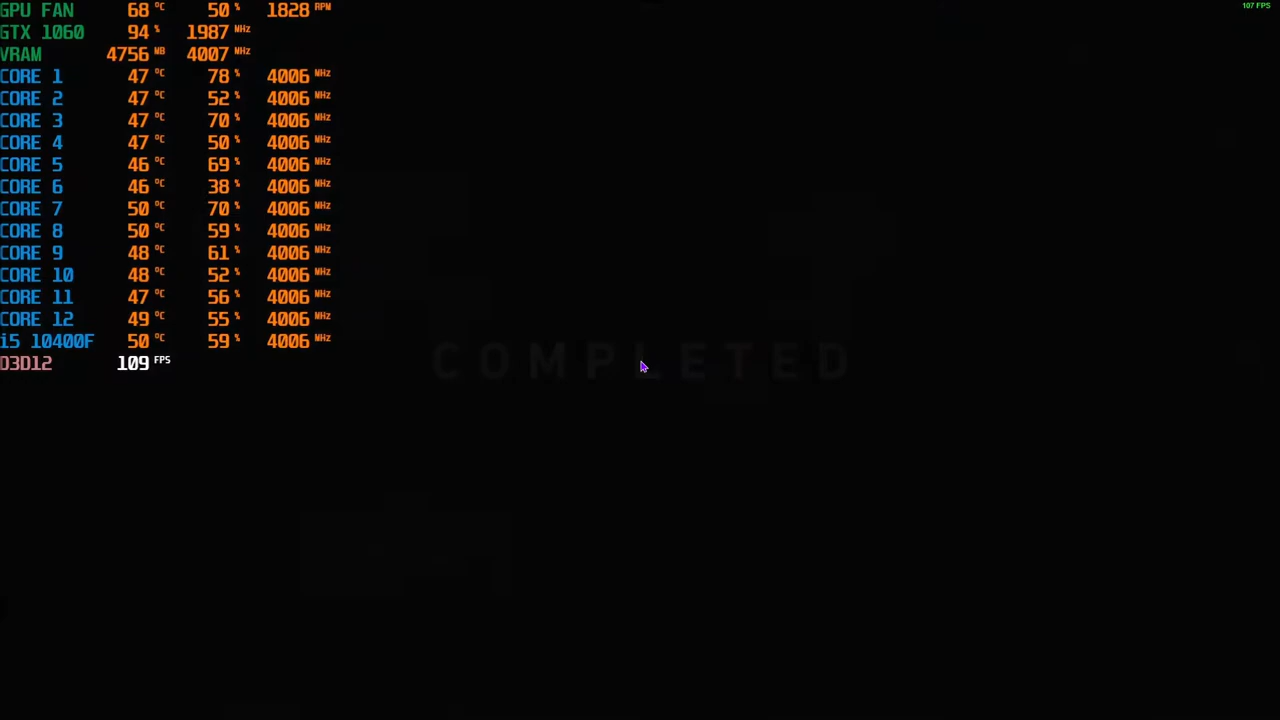 GPU FAN 68 °C 50 % 1828 RPM
107 FPS
GTX 1060 94 % 1987 MHz
VRAM 4756 MB 4007 MHz
CORE 1 47 °C 78 % 4006 MHz
CORE 2 47 °C 52 % 4006 MHz
CORE 3 47 °C 70 % 4006 MHz
CORE 4 47 °C 50 % 4006 MHz
CORE 5 46 °C 69 % 4006 MHz
CORE 6 46 °C 38 % 4006 MHz
CORE 7 50 °C 70 % 4006 MHz
CORE 8 50 °C 59 % 4006 MHz
CORE 9 48 °C 61 % 4006 MHz
CORE 10 48 °C 52 % 4006 MHz
CORE 11 47 °C 56 % 4006 MHz
CORE 12 49 °C 55 % 4006 MHz
i5 10400F 50 °C 59 % 4006 MHz
D3D12 109 FPS
COMPLETED